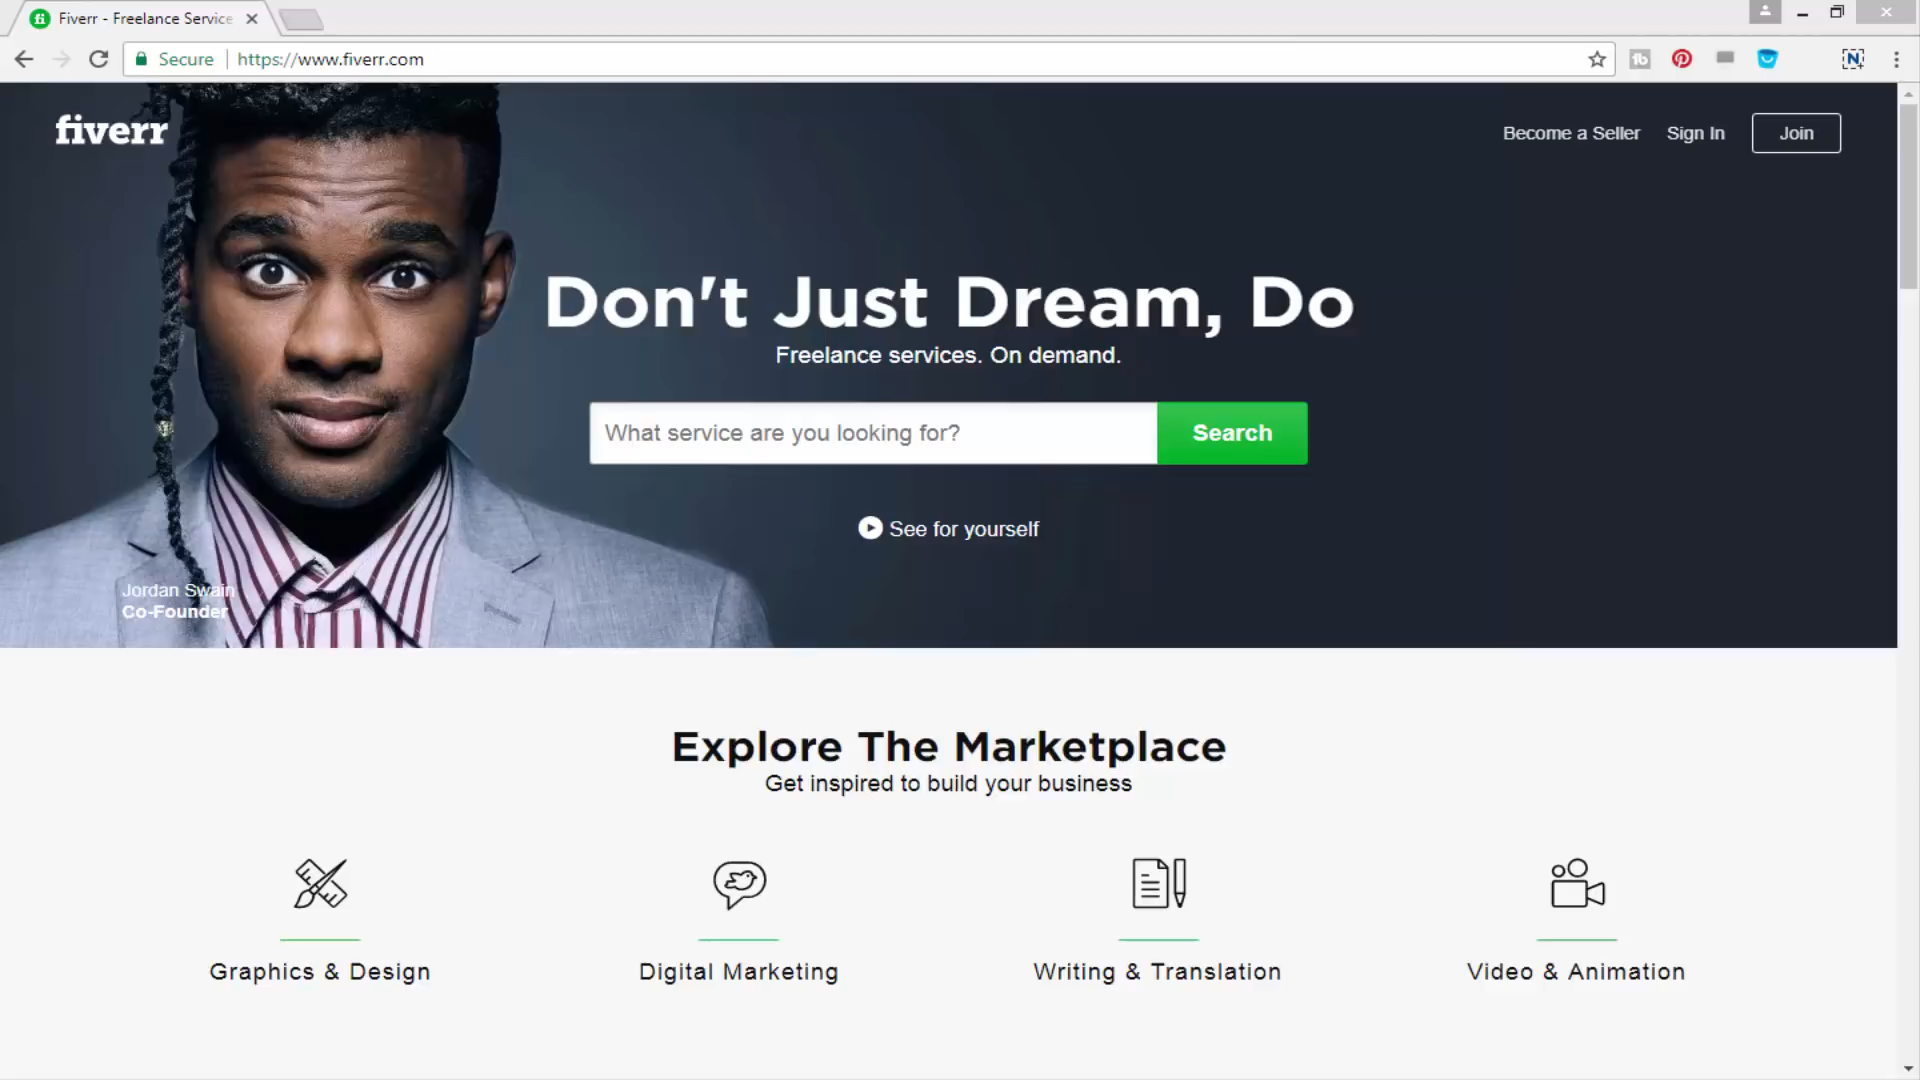 Fiverr - Freelance Service
Secure
https://www.fiverr.com
fiverr
Become a Seller
Sign In
Join
Don't Just Dream, Do
Freelance services. On demand.
What service are you looking for?
Search
See for yourself
Jordan Swain
Co-Founder
Explore The Marketplace
Get inspired to build your business
Graphics & Design
Digital Marketing
Writing & Translation
Video & Animation